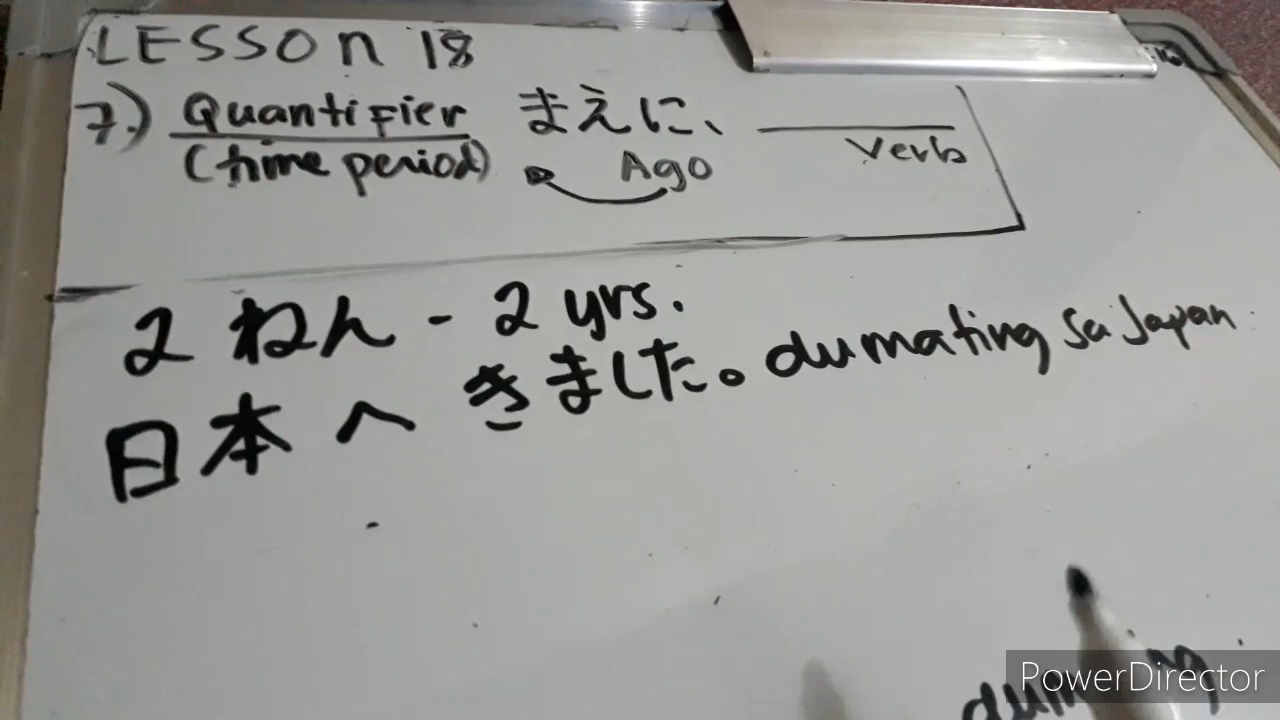 LESSON 18
7.) Quantifier まえに、 ______
(time period) Ago Verb
2 ねん - 2 yrs.
日本へ きました。dumating sa Japan.
PowerDirector